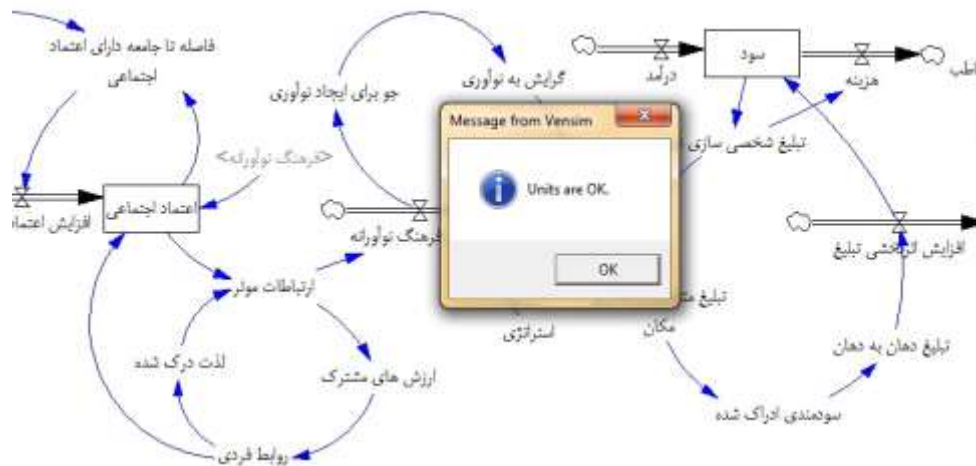 فاصله تا جامعه دارای اعتماد
اجتماعی
گرایش به نوآوری
جو برای ایجاد نوآوری
<فرهنگ نوآورانه>
اعتماد اجتماعی
فرهنگ نوآورانه
ارتباطات موثر
لذت درک شده
ارزش های مشترک
روابط فردی
Message from Vensim
Units are OK.
OK
استراتژی
درآمد
سود
هزینه
تبلیغ شخصی سازی
افزایش اثربخشی تبلیغ
تبلیغ
مکان
تبلیغ دهان به دهان
سودمندی ادراک شده